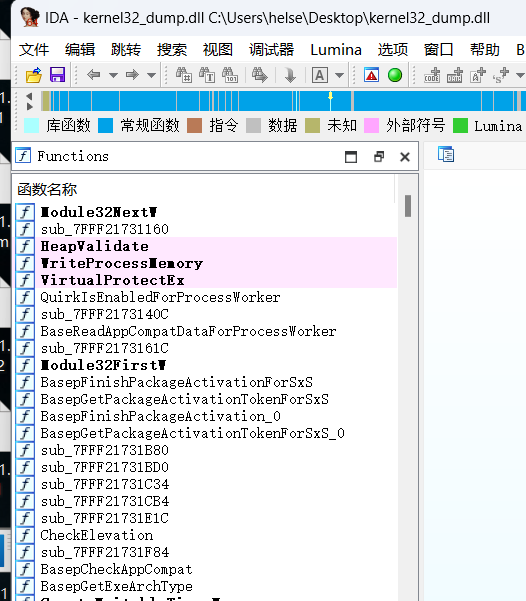 IDA - kernel32_dump.dll C:\Users\helse\Desktop\kernel32_dump.dll
文件 编辑 跳转 搜索 视图 调试器 Lumina 选项 窗口 帮助 B
库函数 常规函数 指令 数据 未知 外部符号 Lumina
Functions
函数名称
Module32NextW
sub_7FFF21731160
HeapValidate
WriteProcessMemory
VirtualProtectEx
QuirkIsEnabledForProcessWorker
sub_7FFF2173140C
BaseReadAppCompatDataForProcessWorker
sub_7FFF2173161C
Module32FirstW
BasepFinishPackageActivationForSxS
BasepGetPackageActivationTokenForSxS
BasepFinishPackageActivation_0
BasepGetPackageActivationTokenForSxS_0
sub_7FFF21731B80
sub_7FFF21731BD0
sub_7FFF21731C34
sub_7FFF21731CB4
sub_7FFF21731E1C
CheckElevation
sub_7FFF21731F84
BasepCheckAppCompat
BasepGetExeArchType